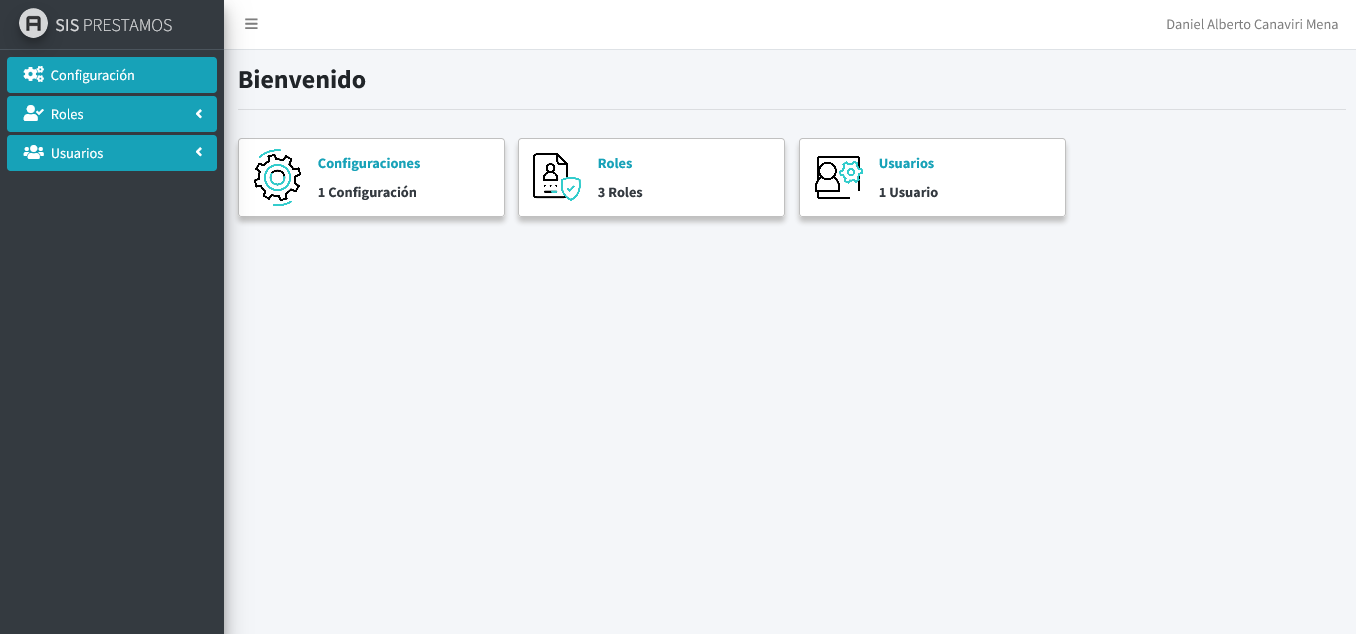 SIS PRESTAMOS
Daniel Alberto Canaviri Mena
Configuración
Roles
Usuarios
Bienvenido
Configuraciones
1 Configuración
Roles
3 Roles
Usuarios
1 Usuario